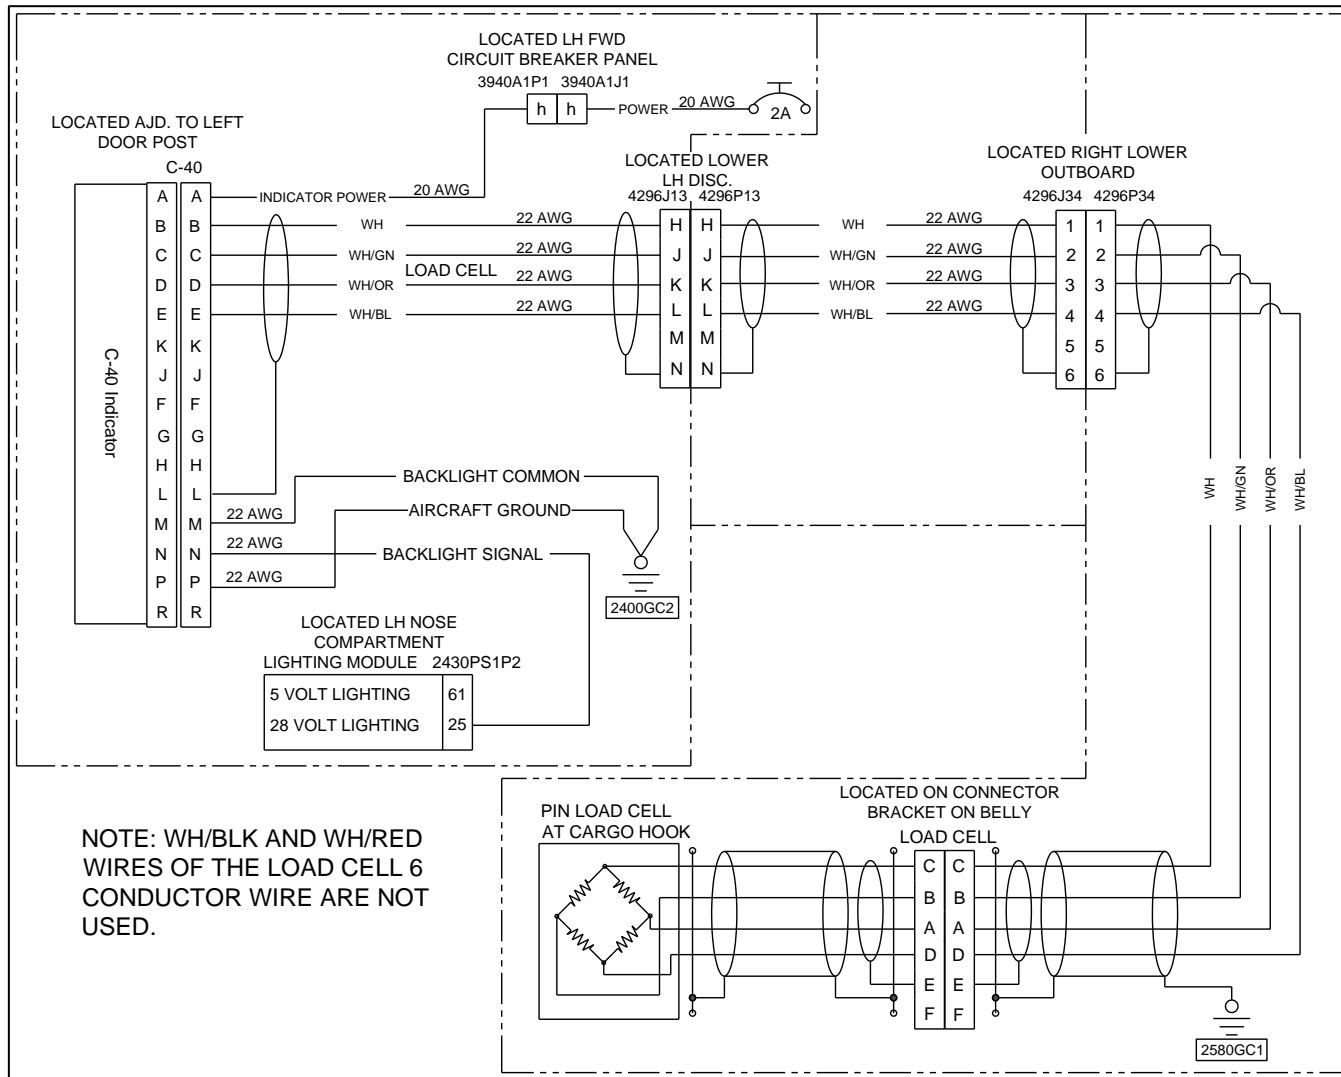 LOCATED LH FWD
CIRCUIT BREAKER PANEL
3940A1P1 3940A1J1
h h POWER 20 AWG 2A
LOCATED AJD. TO LEFT
DOOR POST
C-40
LOCATED LOWER
LH DISC.
4296J13 4296P13
LOCATED RIGHT LOWER
OUTBOARD
4296J34 4296P34
C-40 Indicator
A A INDICATOR POWER 20 AWG
B B WH 22 AWG H H WH 22 AWG 1 1
C C WH/GN 22 AWG J J WH/GN 22 AWG 2 2
LOAD CELL
D D WH/OR 22 AWG K K WH/OR 22 AWG 3 3
E E WH/BL 22 AWG L L WH/BL 22 AWG 4 4
K K M M 5 5
J J N N 6 6
F F
G G
H H
L L
M M 22 AWG
N N 22 AWG
P P 22 AWG
R R
BACKLIGHT COMMON
AIRCRAFT GROUND
BACKLIGHT SIGNAL
2400GC2
WH
WH/GN
WH/OR
WH/BL
LOCATED LH NOSE
COMPARTMENT
LIGHTING MODULE 2430PS1P2
5 VOLT LIGHTING 61
28 VOLT LIGHTING 25
NOTE: WH/BLK AND WH/RED
WIRES OF THE LOAD CELL 6
CONDUCTOR WIRE ARE NOT
USED.
PIN LOAD CELL
AT CARGO HOOK
LOCATED ON CONNECTOR
BRACKET ON BELLY
LOAD CELL
C C
B B
A A
D D
E E
F F
2580GC1